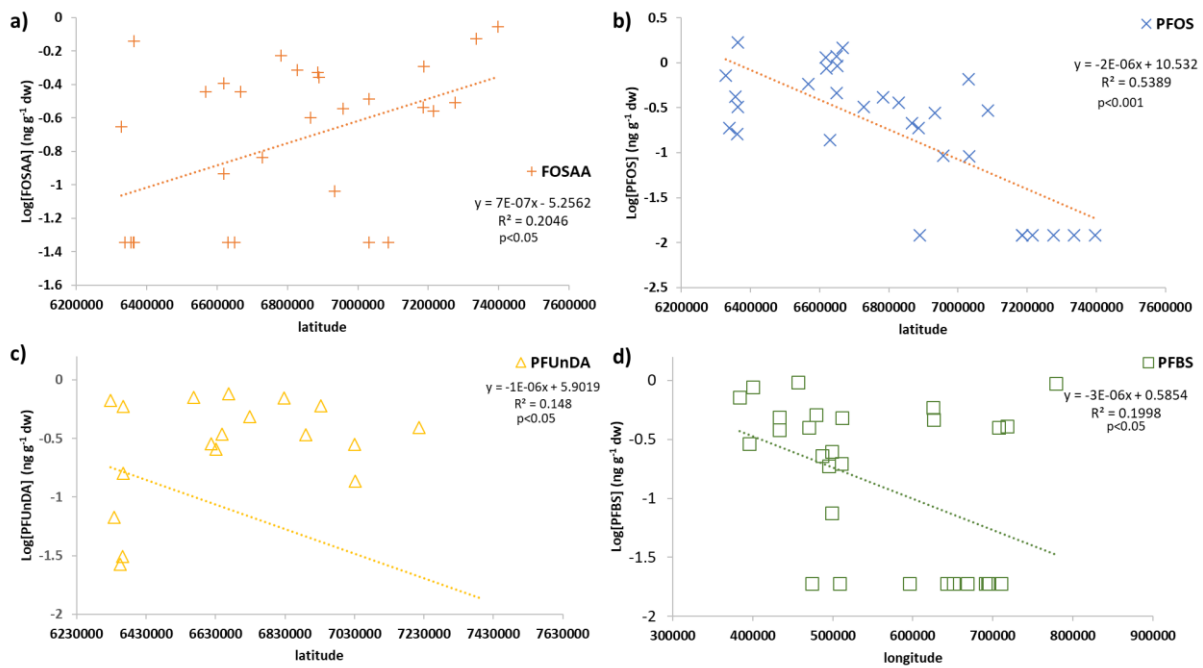 a)
0
-0.2
-0.4
-0.6
-0.8
-1
-1.2
-1.4
-1.6
Log[FOSAA] (ng g⁻¹ dw)
FOSAA
y = 7E-07x - 5.2562
R² = 0.2046
p<0.05
6200000 6400000 6600000 6800000 7000000 7200000 7400000 7600000
latitude
b)
0.5
0
-0.5
-1
-1.5
-2
-2.5
Log[PFOS] (ng g⁻¹ dw)
PFOS
y = -2E-06x + 10.532
R² = 0.5389
p<0.001
6200000 6400000 6600000 6800000 7000000 7200000 7400000 7600000
latitude
c)
0
-0.5
-1
-1.5
-2
Log[PFUnDA] (ng g⁻¹ dw)
PFUnDA
y = -1E-06x + 5.9019
R² = 0.148
p<0.05
6230000 6430000 6630000 6830000 7030000 7230000 7430000 7630000
latitude
d)
0
-0.5
-1
-1.5
-2
Log[PFBS] (ng g⁻¹ dw)
PFBS
y = -3E-06x + 0.5854
R² = 0.1998
p<0.05
300000 400000 500000 600000 700000 800000 900000
longitude